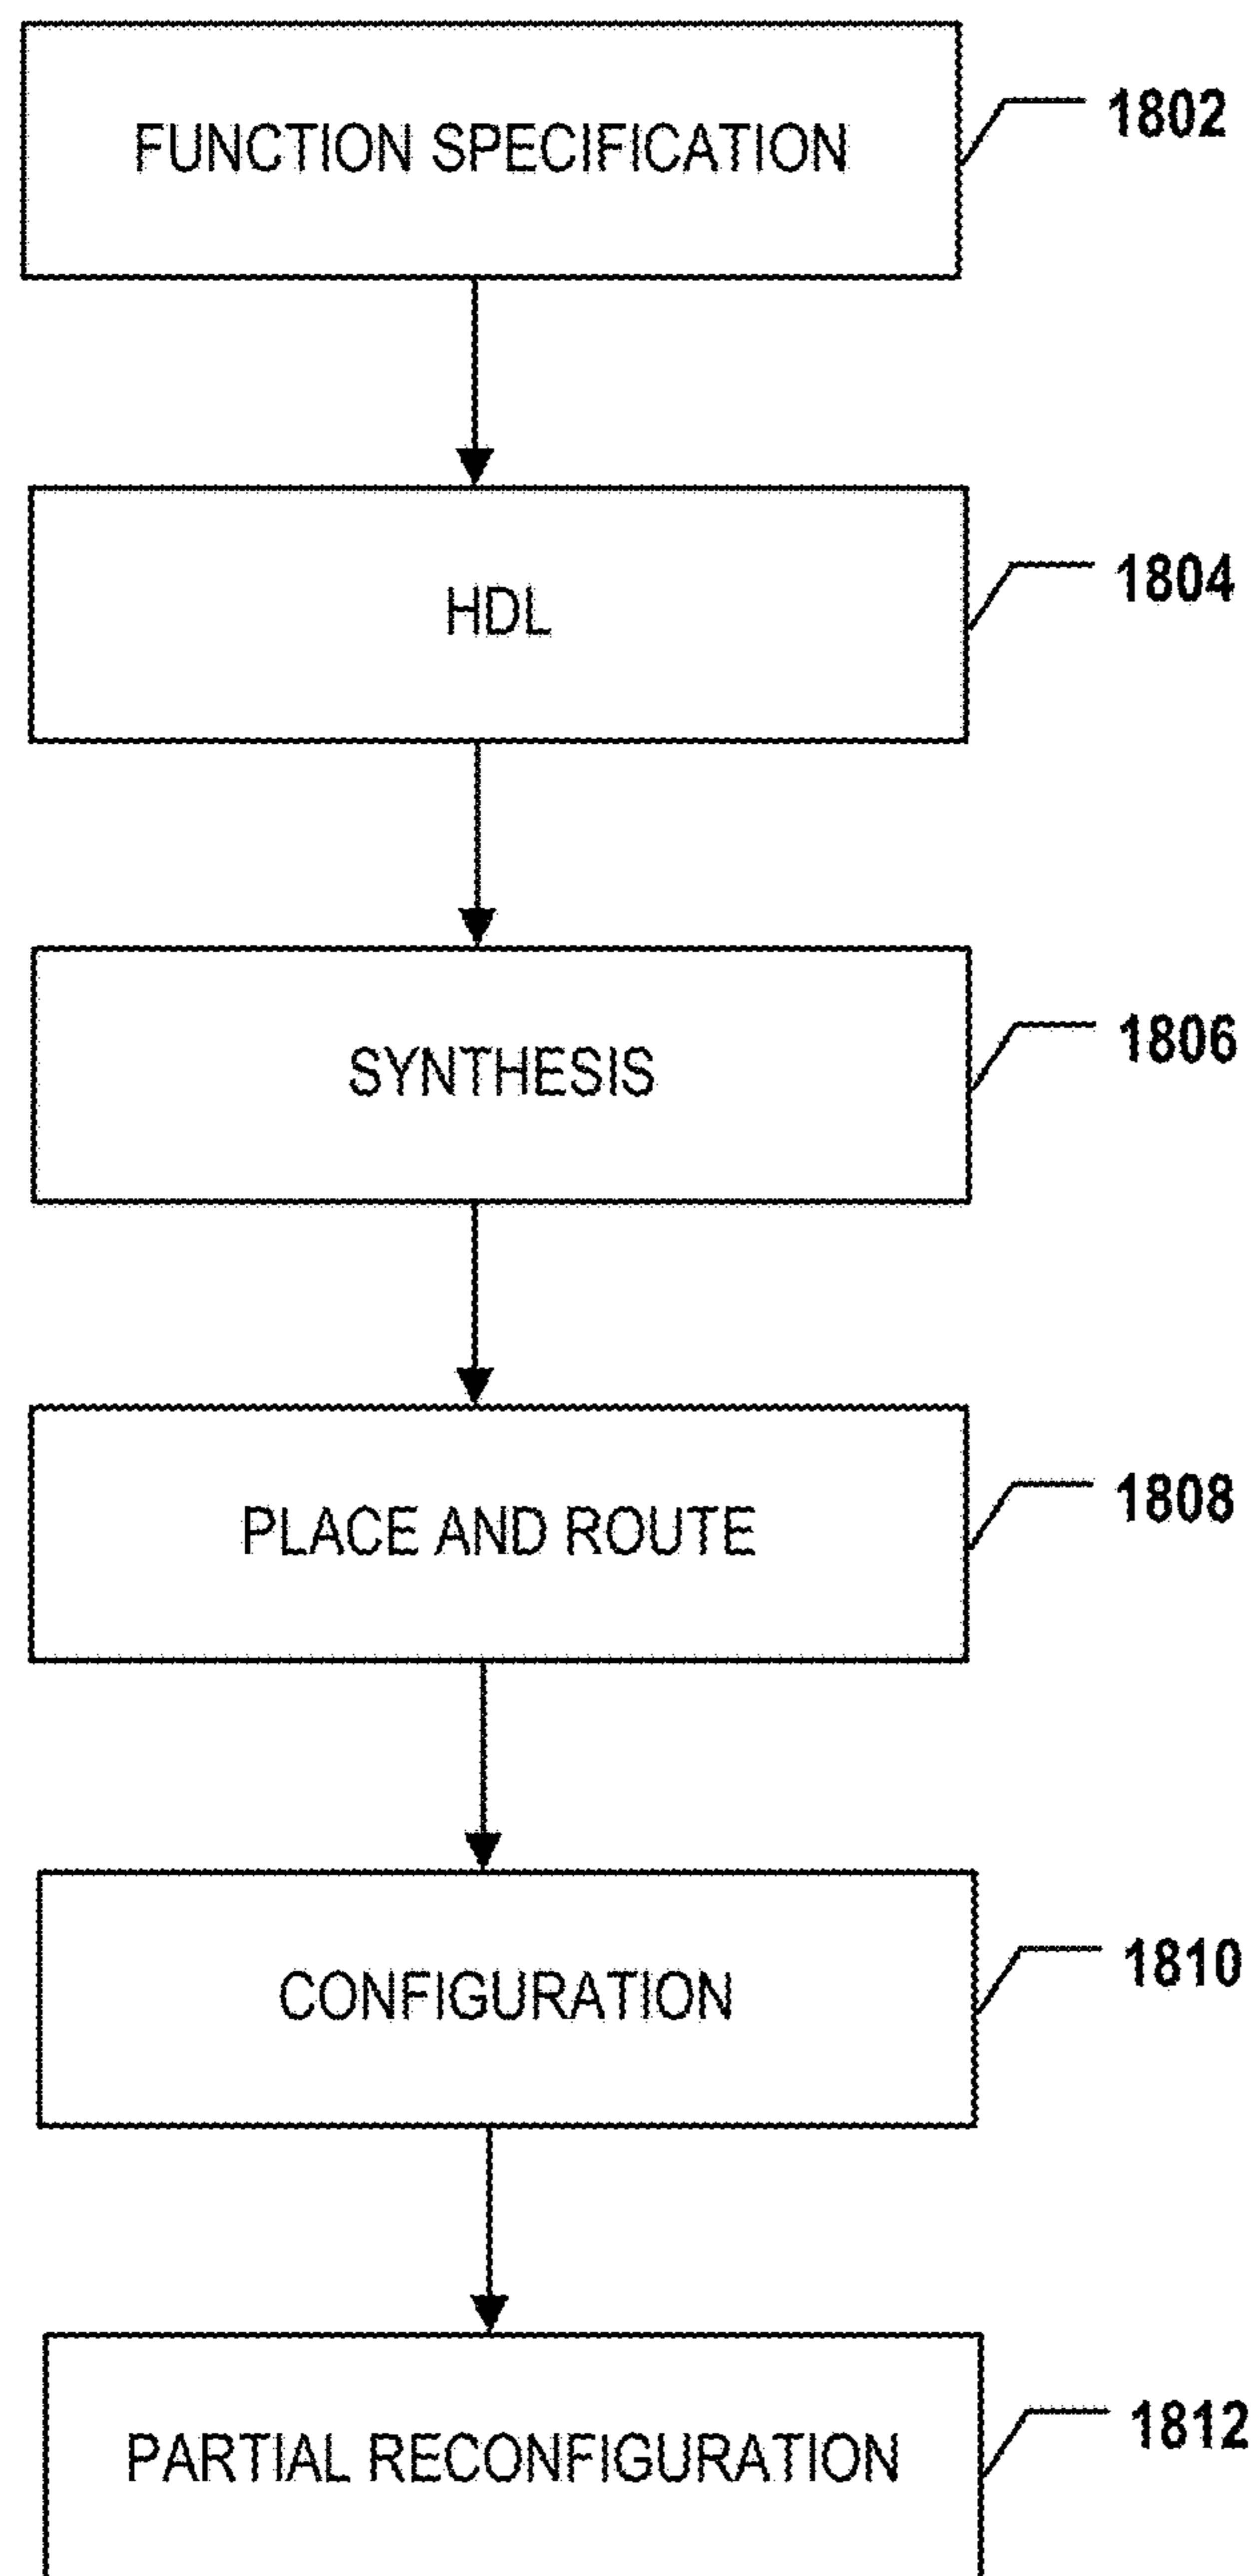 FUNCTION SPECIFICATION
1802
HDL
1804
SYNTHESIS
1806
PLACE AND ROUTE
1808
CONFIGURATION
1810
PARTIAL RECONFIGURATION
1812